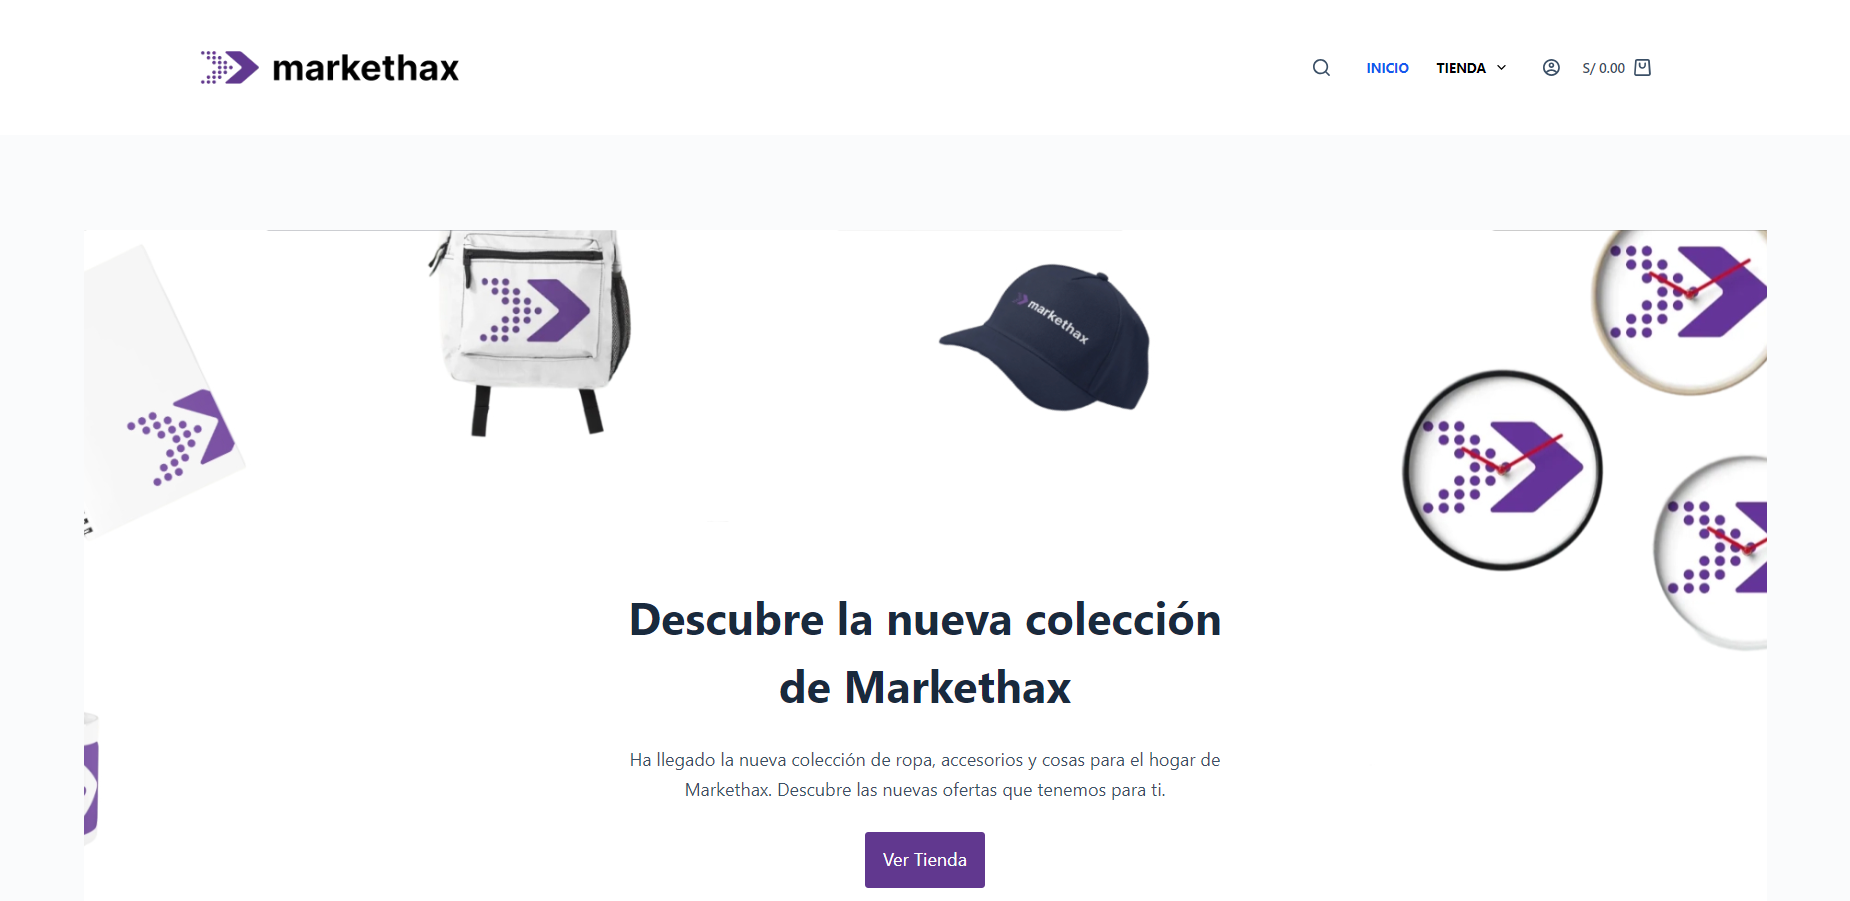 markethax
INICIO
TIENDA
S/ 0.00
markethax
Descubre la nueva colección
de Markethax
Ha llegado la nueva colección de ropa, accesorios y cosas para el hogar de
Markethax. Descubre las nuevas ofertas que tenemos para ti.
Ver Tienda